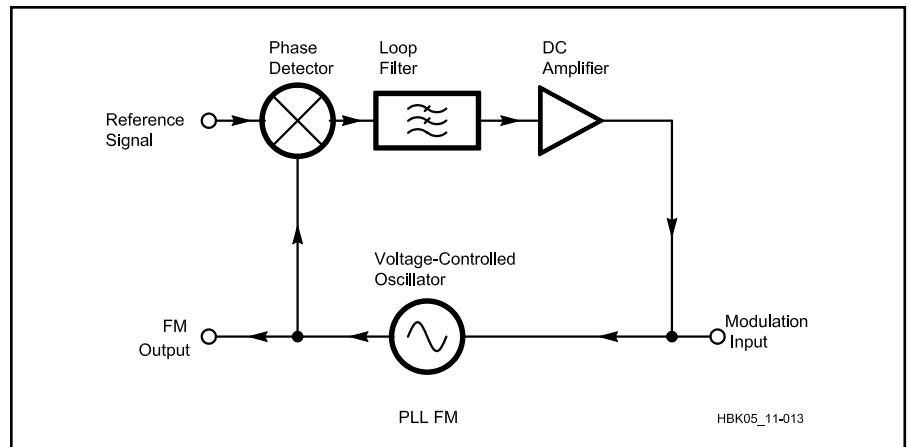 Phase
Detector
Loop
Filter
DC
Amplifier
Reference
Signal
Voltage-Controlled
Oscillator
FM
Output
Modulation
Input
PLL FM
HBK05_11-013